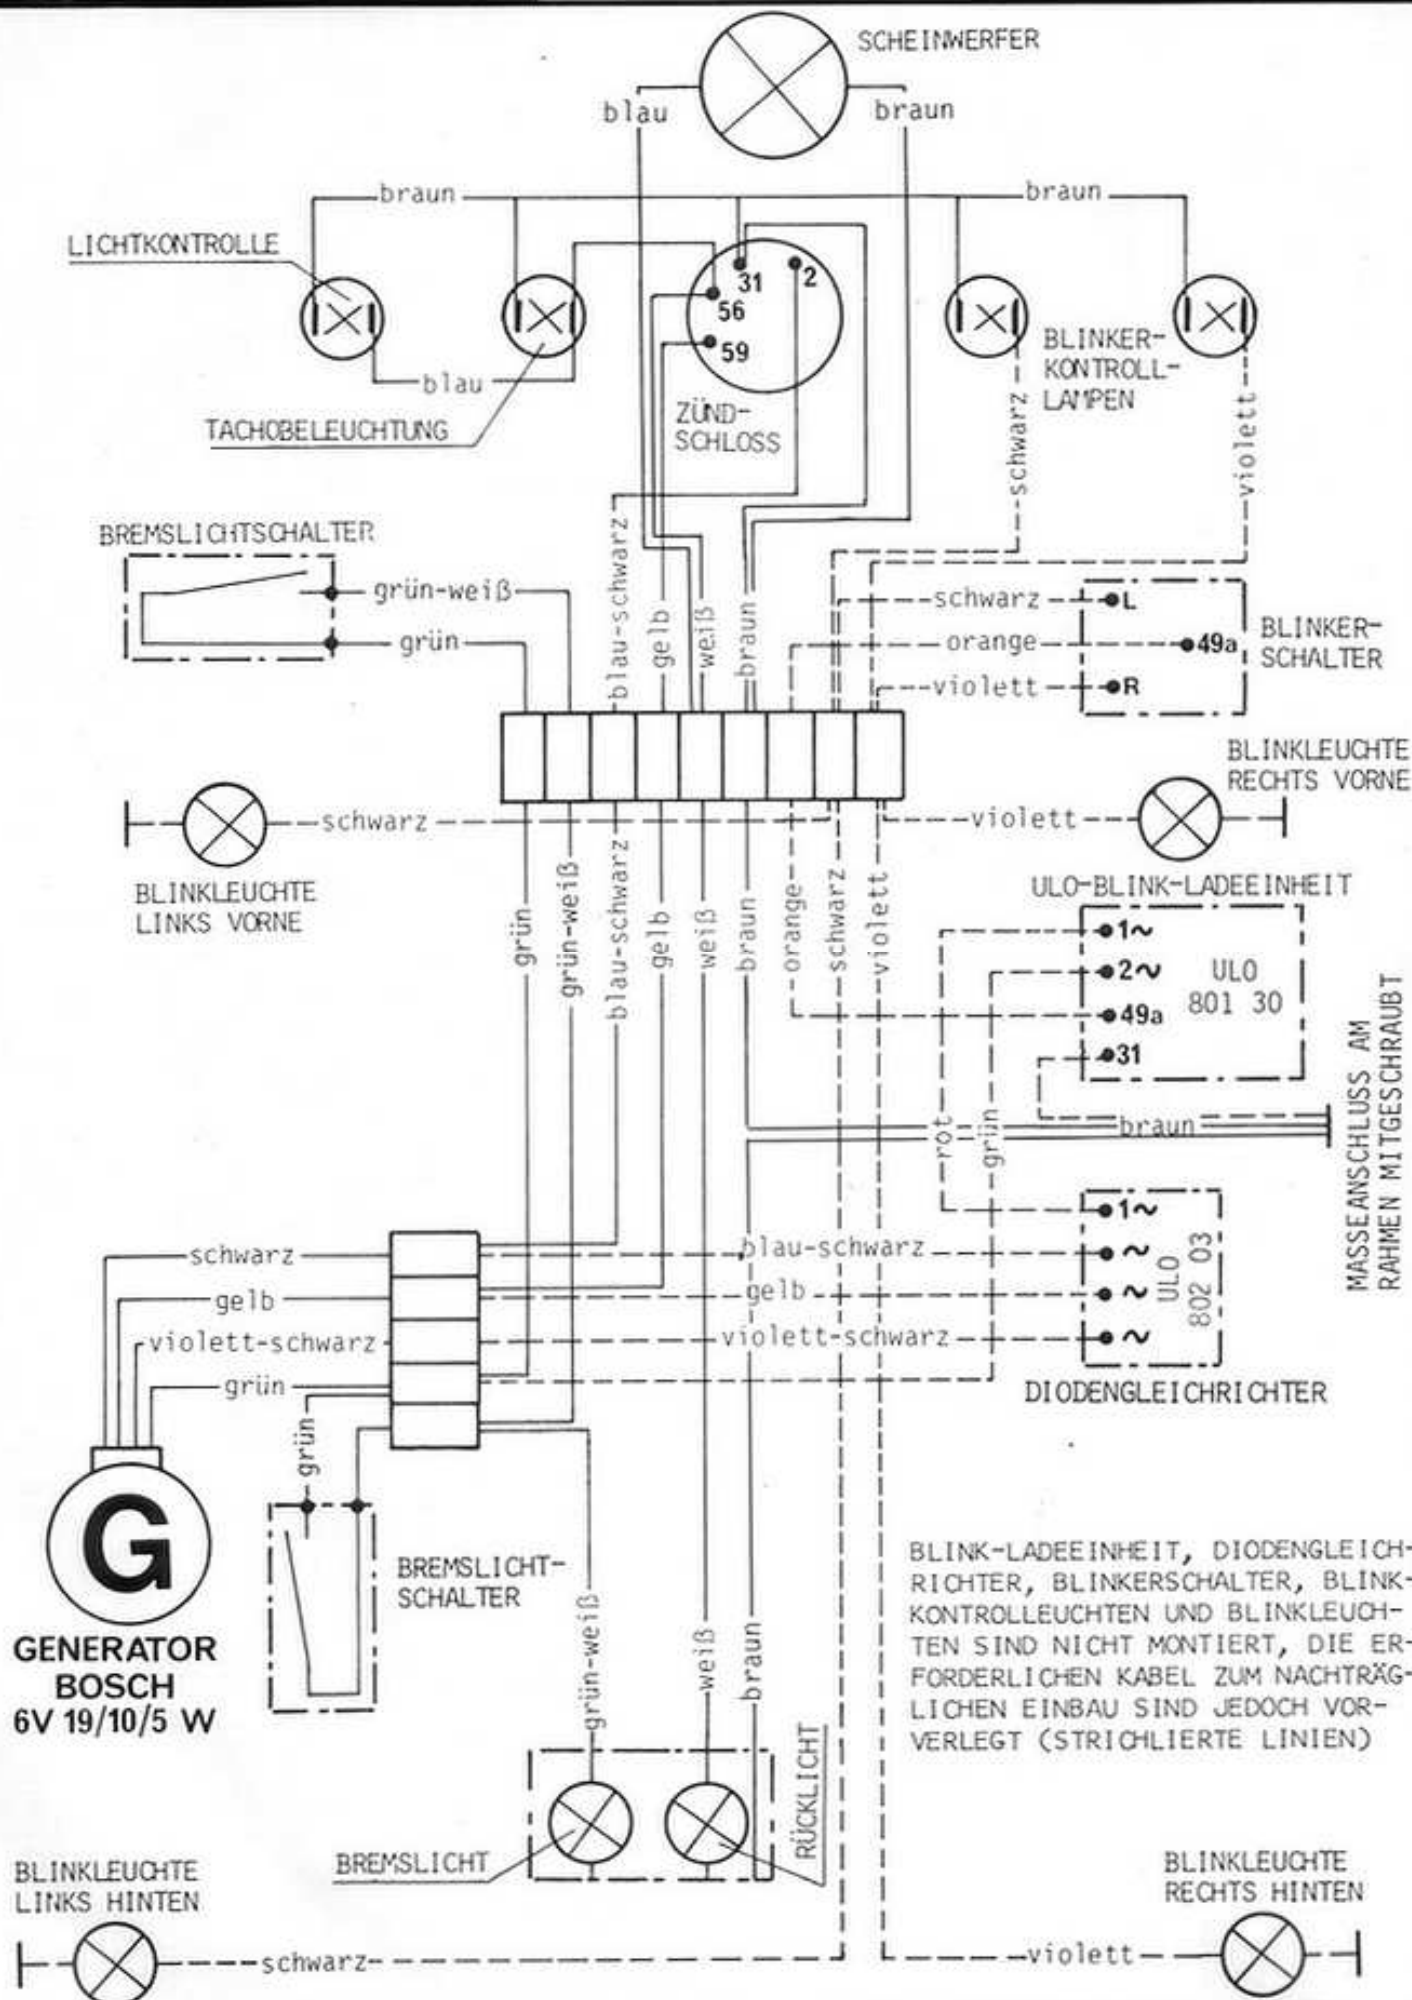 SCHEINWERFER
blau
braun
braun
braun
LICHTKONTROLLE
31
2
56
59
BLINKER-
KONTROLL-
LAMPEN
blau
TACHOBELEUCHTUNG
ZÜND-
SCHLOSS
schwarz
violett
BREMSLICHTSCHALTER
grün-weiß
grün
blau-schwarz
gelb
weiß
braun
schwarz
L
orange
49a
violett
R
BLINKER-
SCHALTER
BLINKLEUCHTE
RECHTS VORNE
schwarz
violett
BLINKLEUCHTE
LINKS VORNE
grün
grün-weiß
blau-schwarz
gelb
weiß
braun
orange
schwarz
violett
ULO-BLINK-LADEEINHEIT
1~
2~
49a
31
ULO
801 30
MASSEANSCHLUSS AM
RAHMEN MITGESCHRAUBT
rot
grün
braun
schwarz
gelb
violett-schwarz
grün
grün
blau-schwarz
gelb
violett-schwarz
1~
~
~
~
ULO
802 03
DIODENGLEICHRICHTER
G
GENERATOR
BOSCH
6V 19/10/5 W
BREMSLICHT-
SCHALTER
grün-weiß
weiß
braun
BLINK-LADEEINHEIT, DIODENGLEICH-
RICHTER, BLINKERSCHALTER, BLINK-
KONTROLLEUCHTEN UND BLINKLEUCH-
TEN SIND NICHT MONTIERT, DIE ER-
FORDERLICHEN KABEL ZUM NACHTRÄG-
LICHEN EINBAU SIND JEDOCH VOR-
VERLEGT (STRICHLIERTE LINIEN)
BREMSLICHT
RÜCKLICHT
BLINKLEUCHTE
LINKS HINTEN
schwarz
BLINKLEUCHTE
RECHTS HINTEN
violett